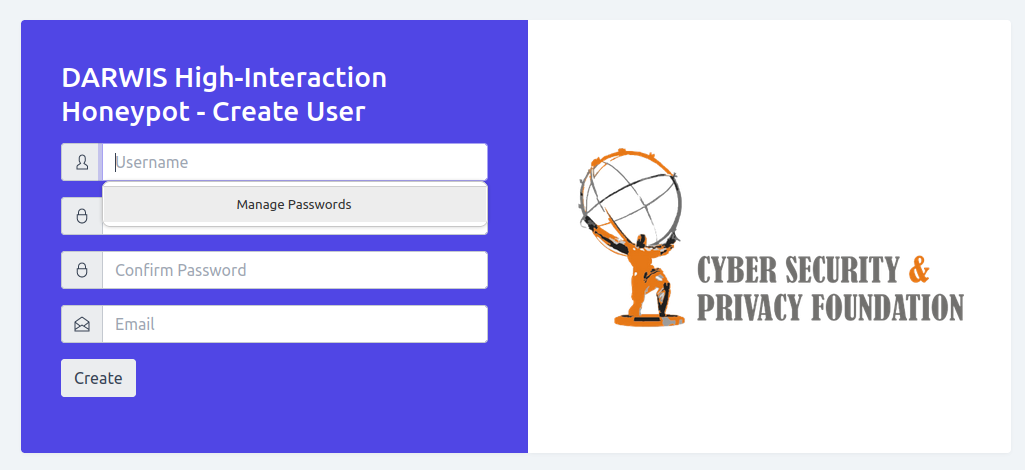 DARWIS High-Interaction
Honeypot - Create User
Username
Manage Passwords
Confirm Password
Email
Create
CYBER SECURITY &
PRIVACY FOUNDATION